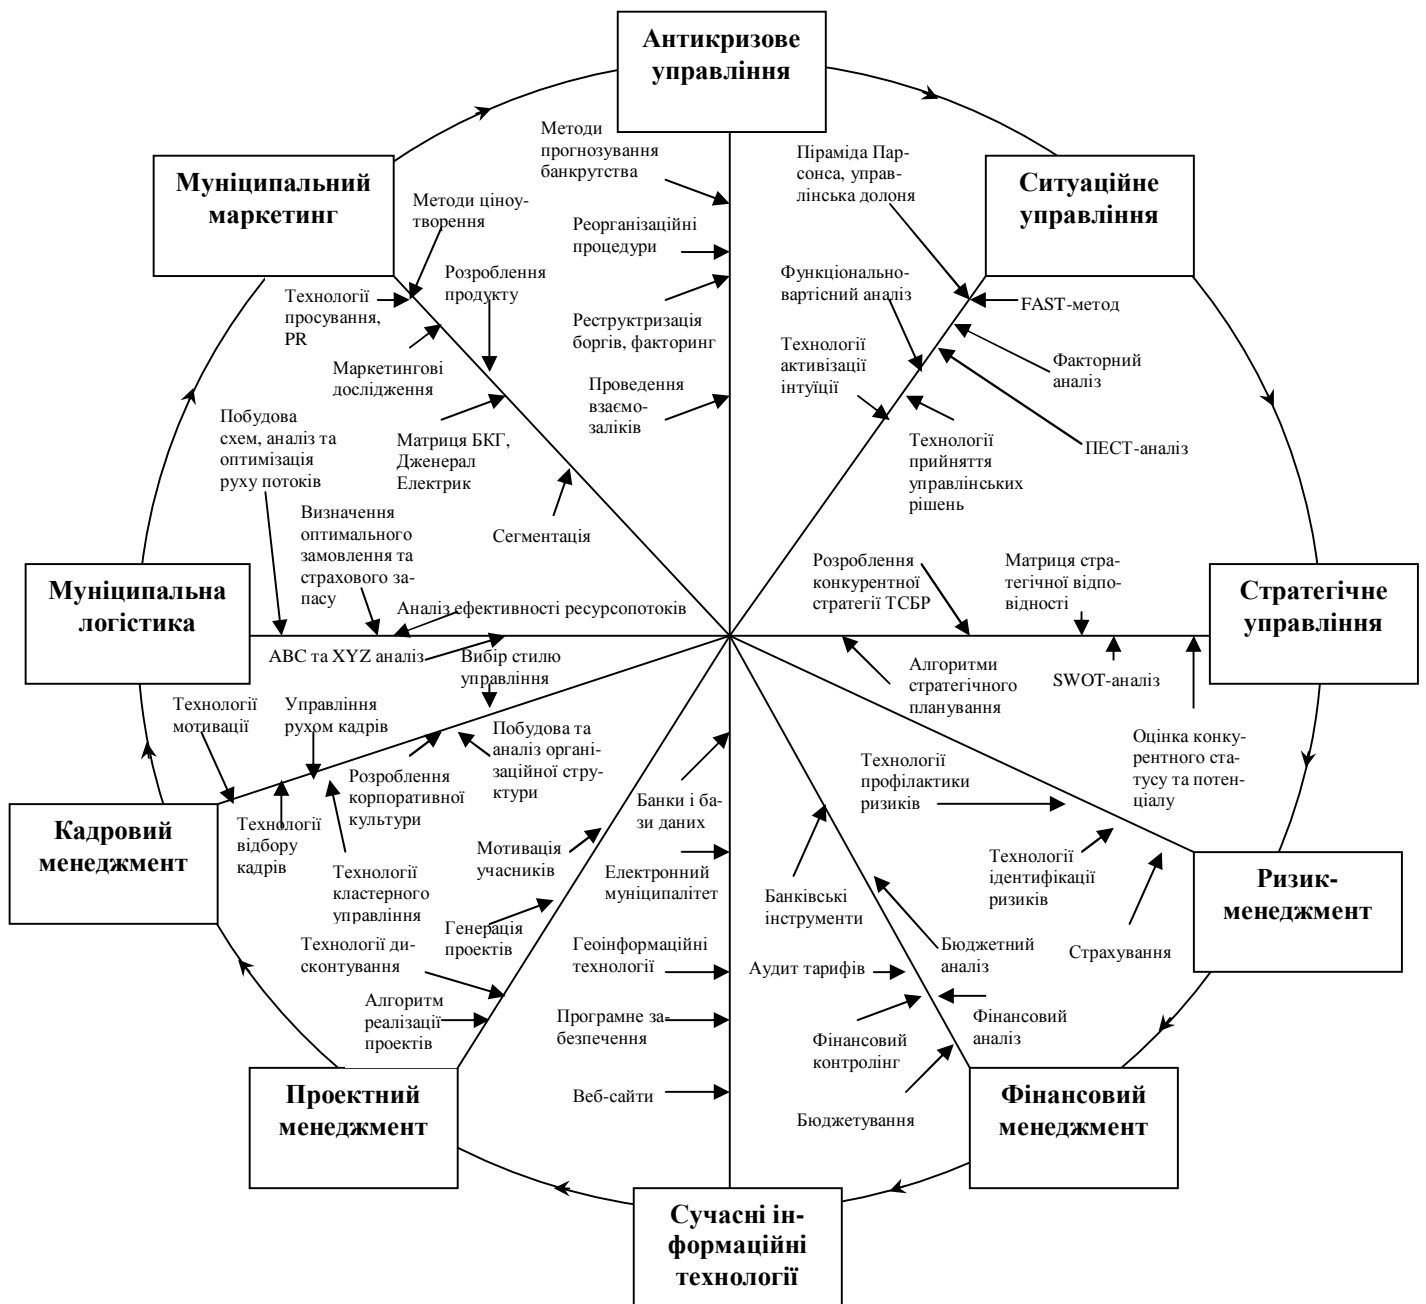 Антикризове
управління
Муніципальний
маркетинг
Ситуаційне
управління
Методи
прогнозування
банкрутства
Піраміда Пар-
сонса, управ-
лінська долоня
Методи ціноу-
творення
Реорганізаційні
процедури
Розроблення
продукту
Функціонально-
вартісний аналіз
Технології
просування,
PR
FAST-метод
Реструктризація
боргів, факторинг
Технології
активізації
інтуїції
Факторний
аналіз
Маркетингові
дослідження
Проведення
взаємо-
заліків
Побудова
схем, аналіз та
оптимізація
руху потоків
Матриця БКГ,
Дженерал
Електрик
Технології
прийняття
управлінських
рішень
ПЕСТ-аналіз
Визначення
оптимального
замовлення та
страхового за-
пасу
Сегментація
Розроблення
конкурентної
стратегії ТСБР
Матриця стра-
тегічної відпо-
відності
Муніципальна
логістика
Стратегічне
управління
Аналіз ефективності ресурсопотоків
АВС та XYZ аналіз
Вибір стилю
управління
Алгоритми
стратегічного
планування
SWOT-аналіз
Технології
мотивації
Управління
рухом кадрів
Побудова та
аналіз органі-
заційної стру-
ктури
Оцінка конку-
рентного ста-
тусу та потен-
ціалу
Розроблення
корпоративної
культури
Технології
профілактики
ризиків
Банки і ба-
зи даних
Кадровий
менеджмент
Технології
відбору
кадрів
Мотивація
учасників
Технології
кластерного
управління
Електронний
муніципалітет
Банківські
інструменти
Технології
ідентифікації
ризиків
Ризик-
менеджмент
Генерація
проектів
Технології ди-
сконтування
Геоінформаційні
технології
Аудит тарифів
Бюджетний
аналіз
Страхування
Алгоритм
реалізації
проектів
Програмне за-
безпечення
Фінансовий
контролінг
Фінансовий
аналіз
Веб-сайти
Бюджетування
Проектний
менеджмент
Фінансовий
менеджмент
Сучасні ін-
формаційні
технології